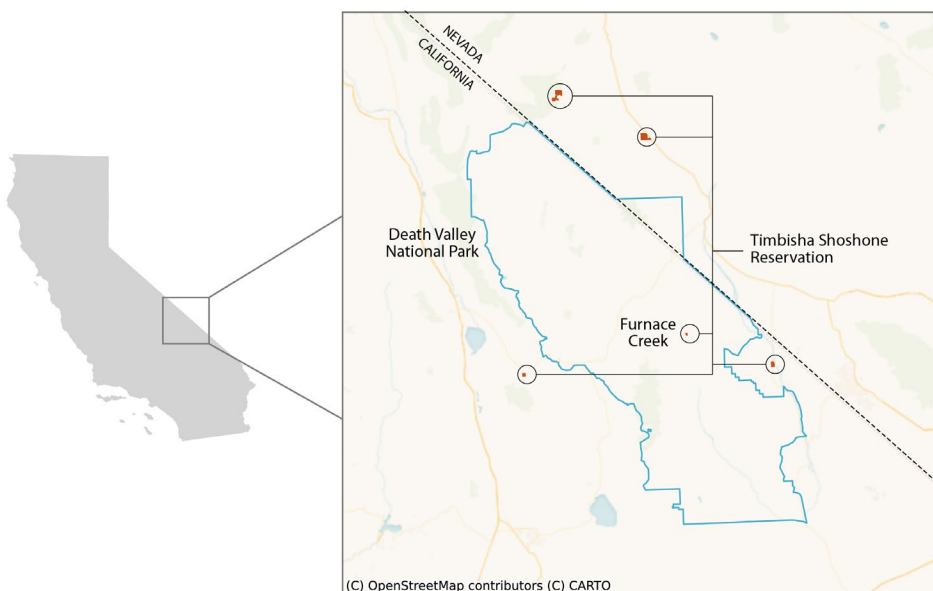 NEVADA
CALIFORNIA
Death Valley
National Park
Timbisha Shoshone
Reservation
Furnace
Creek
(C) OpenStreetMap contributors (C) CARTO